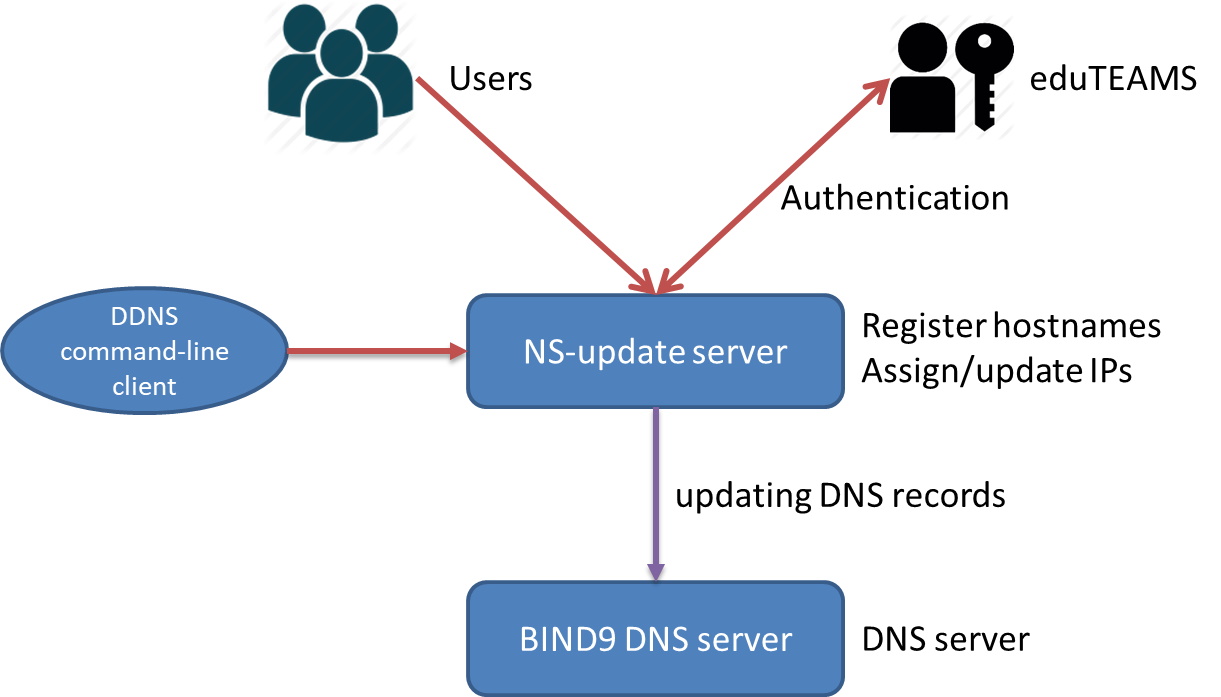 Users
eduTEAMS
Authentication
DDNS
command-line
client
NS-update server
Register hostnames
Assign/update IPs
updating DNS records
BIND9 DNS server
DNS server